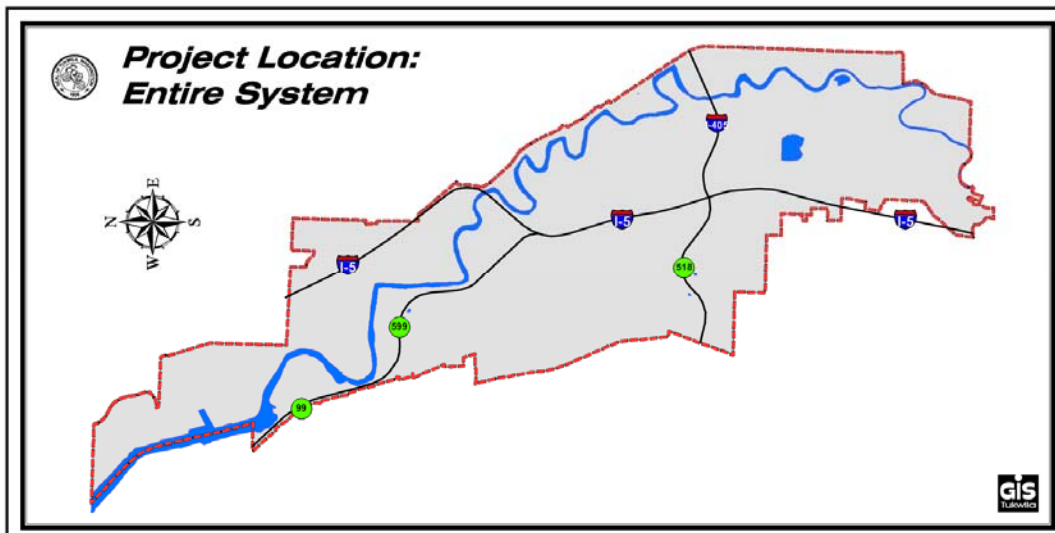 Project Location:
Entire System
I-405
E
N
S
W
I-5
I-5
I-5
518
599
99
GIS
Tukwila